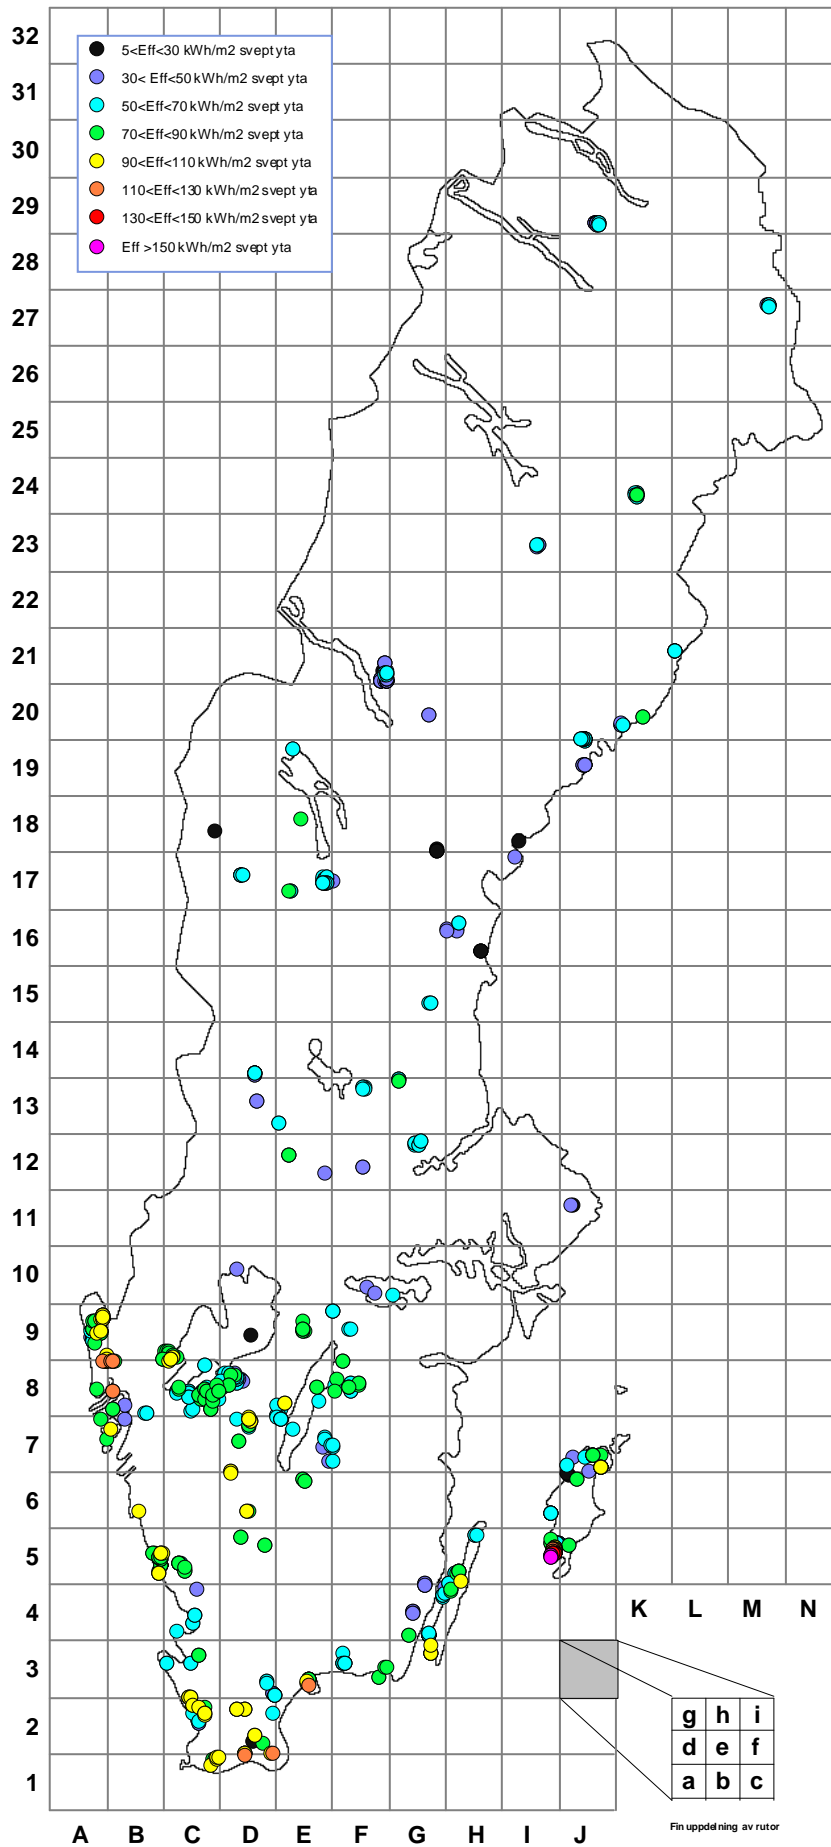 32
5<Eff<30 kWh/m2 svept yta
30< Eff<50 kWh/m2 svept yta
50<Eff<70 kWh/m2 svept yta
70<Eff<90 kWh/m2 svept yta
90<Eff<110 kWh/m2 svept yta
110<Eff<130 kWh/m2 svept yta
130<Eff<150 kWh/m2 svept yta
Eff >150 kWh/m2 svept yta
31
30
29
28
27
26
25
24
23
22
21
20
19
18
17
16
15
14
13
12
11
10
9
8
7
6
5
4
K L M N
3
2
1
g h i
d e f
a b c
Fin uppdelning av rutor
A B C D E F G H I J